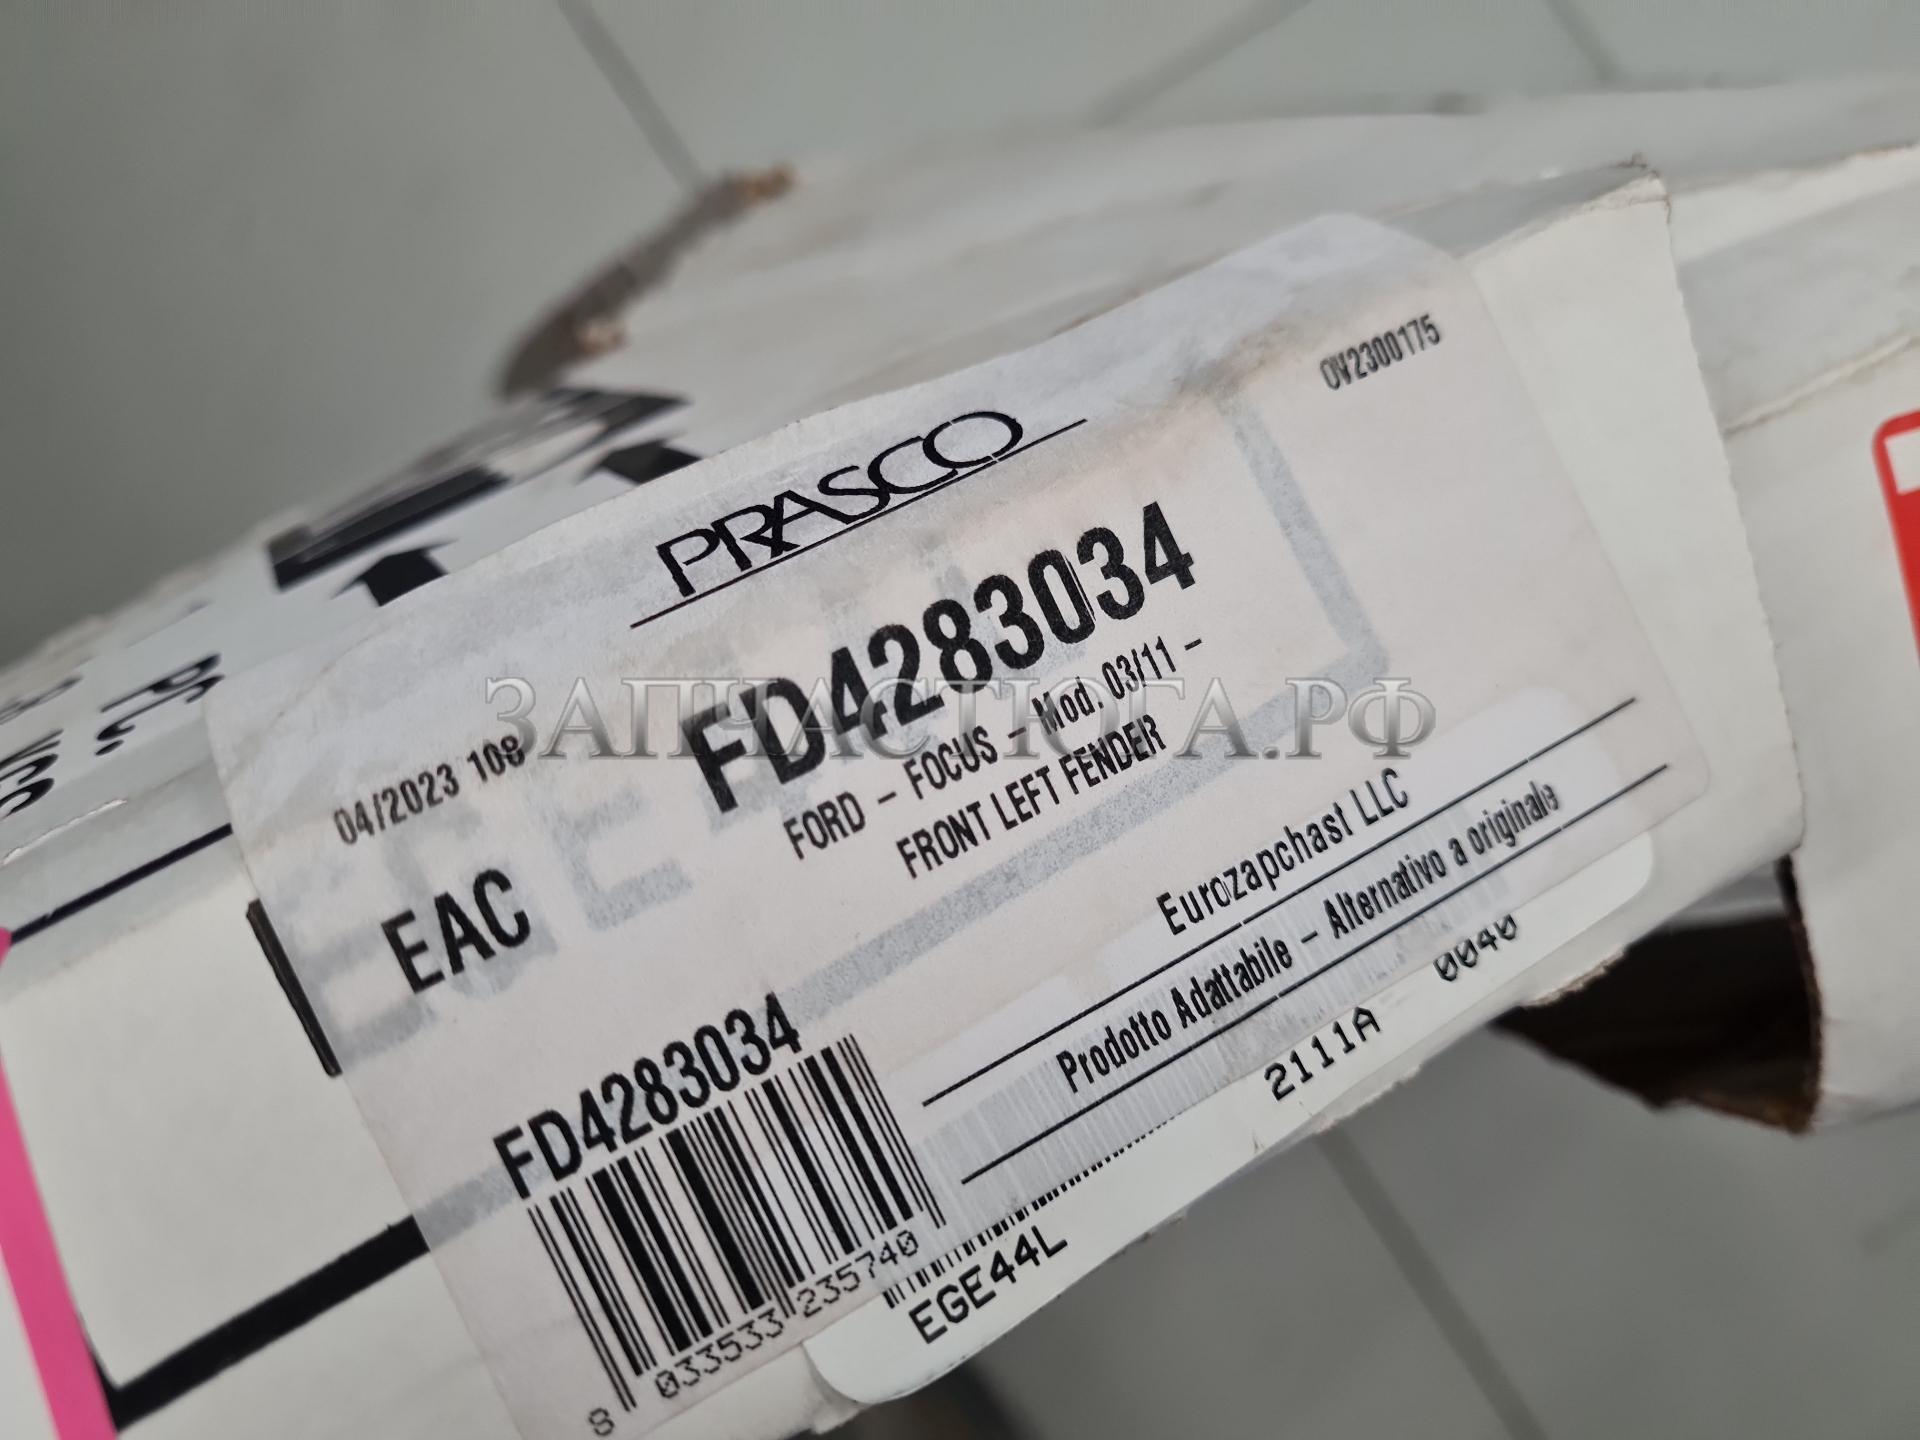 OV2300175
PRASCO
FD4283034
FORD - FOCUS - Mod. 03/11 -
FRONT LEFT FENDER
04/2023 108
EAC
Eurozapchast LLC
Prodotto Adattabile - Alternativo a originale
FD4283034
8 033533 235740
EGE44L
2111A
0040
ЗАПЧАСТЮГА.РФ
PC.